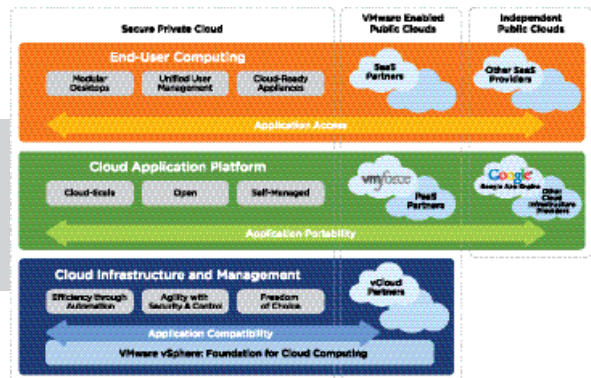 Secure Private Cloud
VMware Enabled
Public Clouds
Independent
Public Clouds
End-User Computing
Modular
Desktops
Unified User
Management
Cloud-Ready
Appliances
SaaS
Partners
Other SaaS
Providers
Application Access
Cloud Application Platform
Cloud-Scale
Open
Self-Managed
vmforce
PaaS
Partners
Google
Google App Engine
Other
Cloud
Infrastructure
Providers
Application Portability
Cloud Infrastructure and Management
Efficiency through
Automation
Agility with
Security & Control
Freedom
of Choice
vCloud
Partners
Application Compatibility
VMware vSphere: Foundation for Cloud Computing